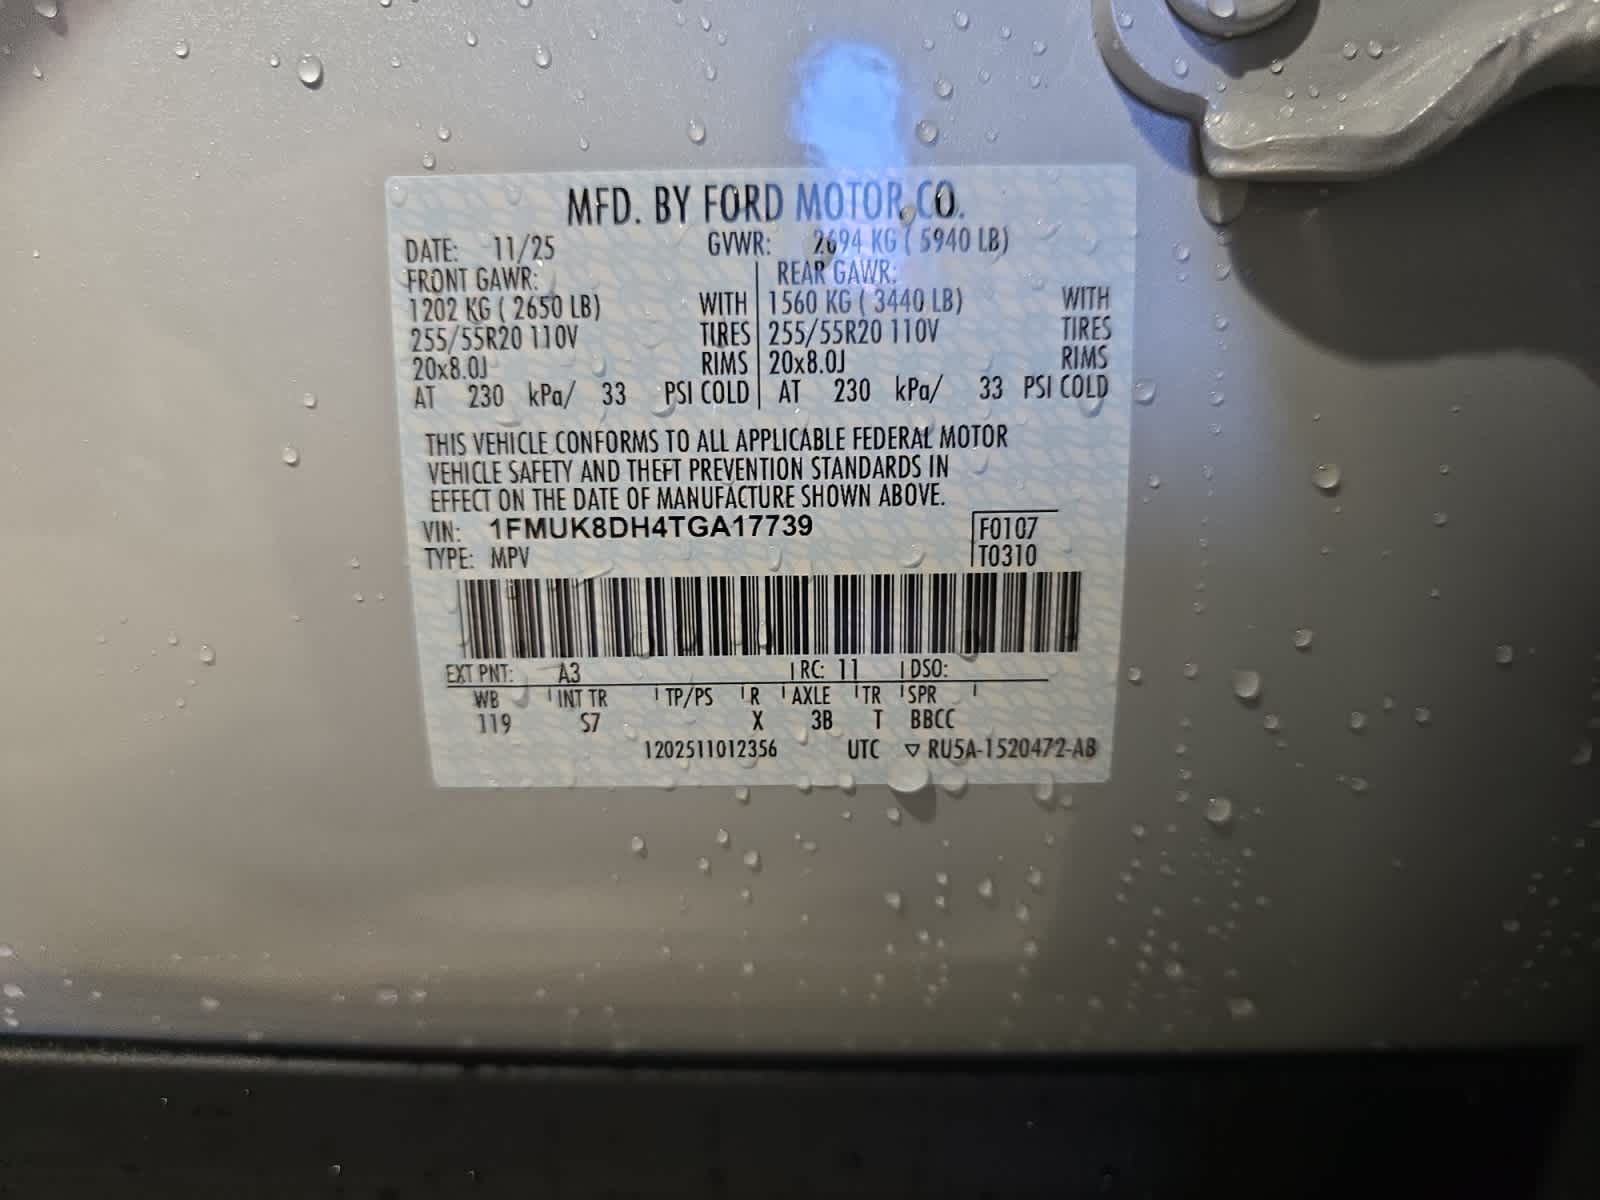 MFD. BY FORD MOTOR CO.
DATE: 11/25 GVWR: 2694 KG ( 5940 LB)
FRONT GAWR: REAR GAWR:
1202 KG ( 2650 LB) WITH 1560 KG ( 3440 LB) WITH
255/55R20 110V TIRES 255/55R20 110V TIRES
20x8.0J RIMS 20x8.0J RIMS
AT 230 kPa/ 33 PSI COLD AT 230 kPa/ 33 PSI COLD
THIS VEHICLE CONFORMS TO ALL APPLICABLE FEDERAL MOTOR
VEHICLE SAFETY AND THEFT PREVENTION STANDARDS IN
EFFECT ON THE DATE OF MANUFACTURE SHOWN ABOVE.
VIN: 1FMUK8DH4TGA17739 F0107
TYPE: MPV T0310
EXT PNT: A3 RC: 11 DSO:
WB INT TR TP/PS R AXLE TR SPR
119 S7 X 3B T BBCC
1202511012356 UTC ▽ RU5A-1520472-AB